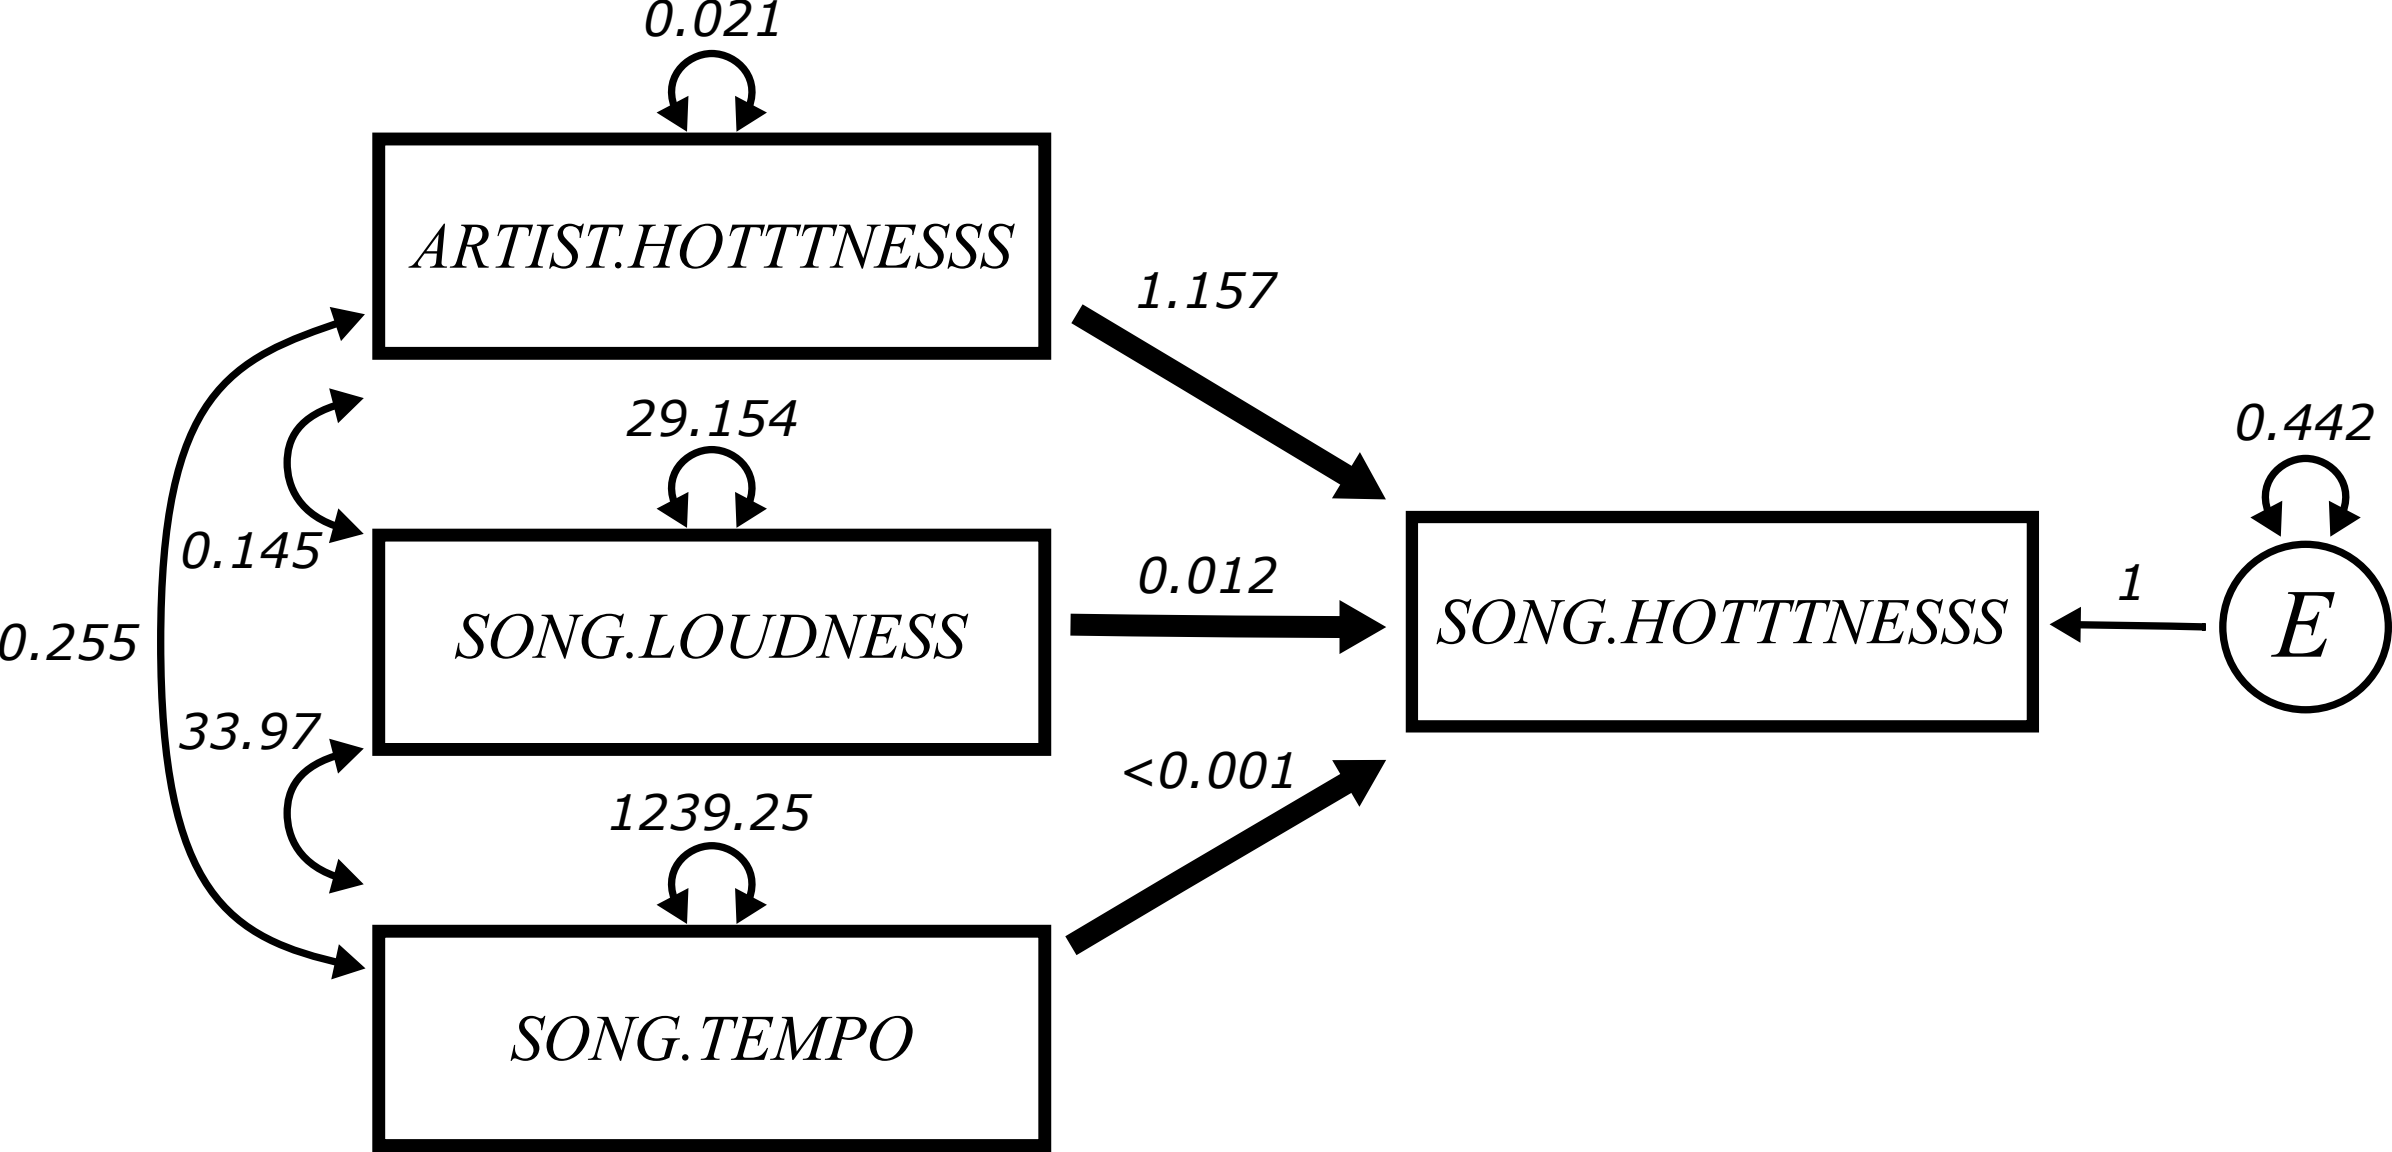 0.021
ARTIST.HOTTTNESSS
1.157
29.154
0.442
0.145
0.012
1
SONG.LOUDNESS
SONG.HOTTTNESSS
E
0.255
33.97
<0.001
1239.25
SONG.TEMPO